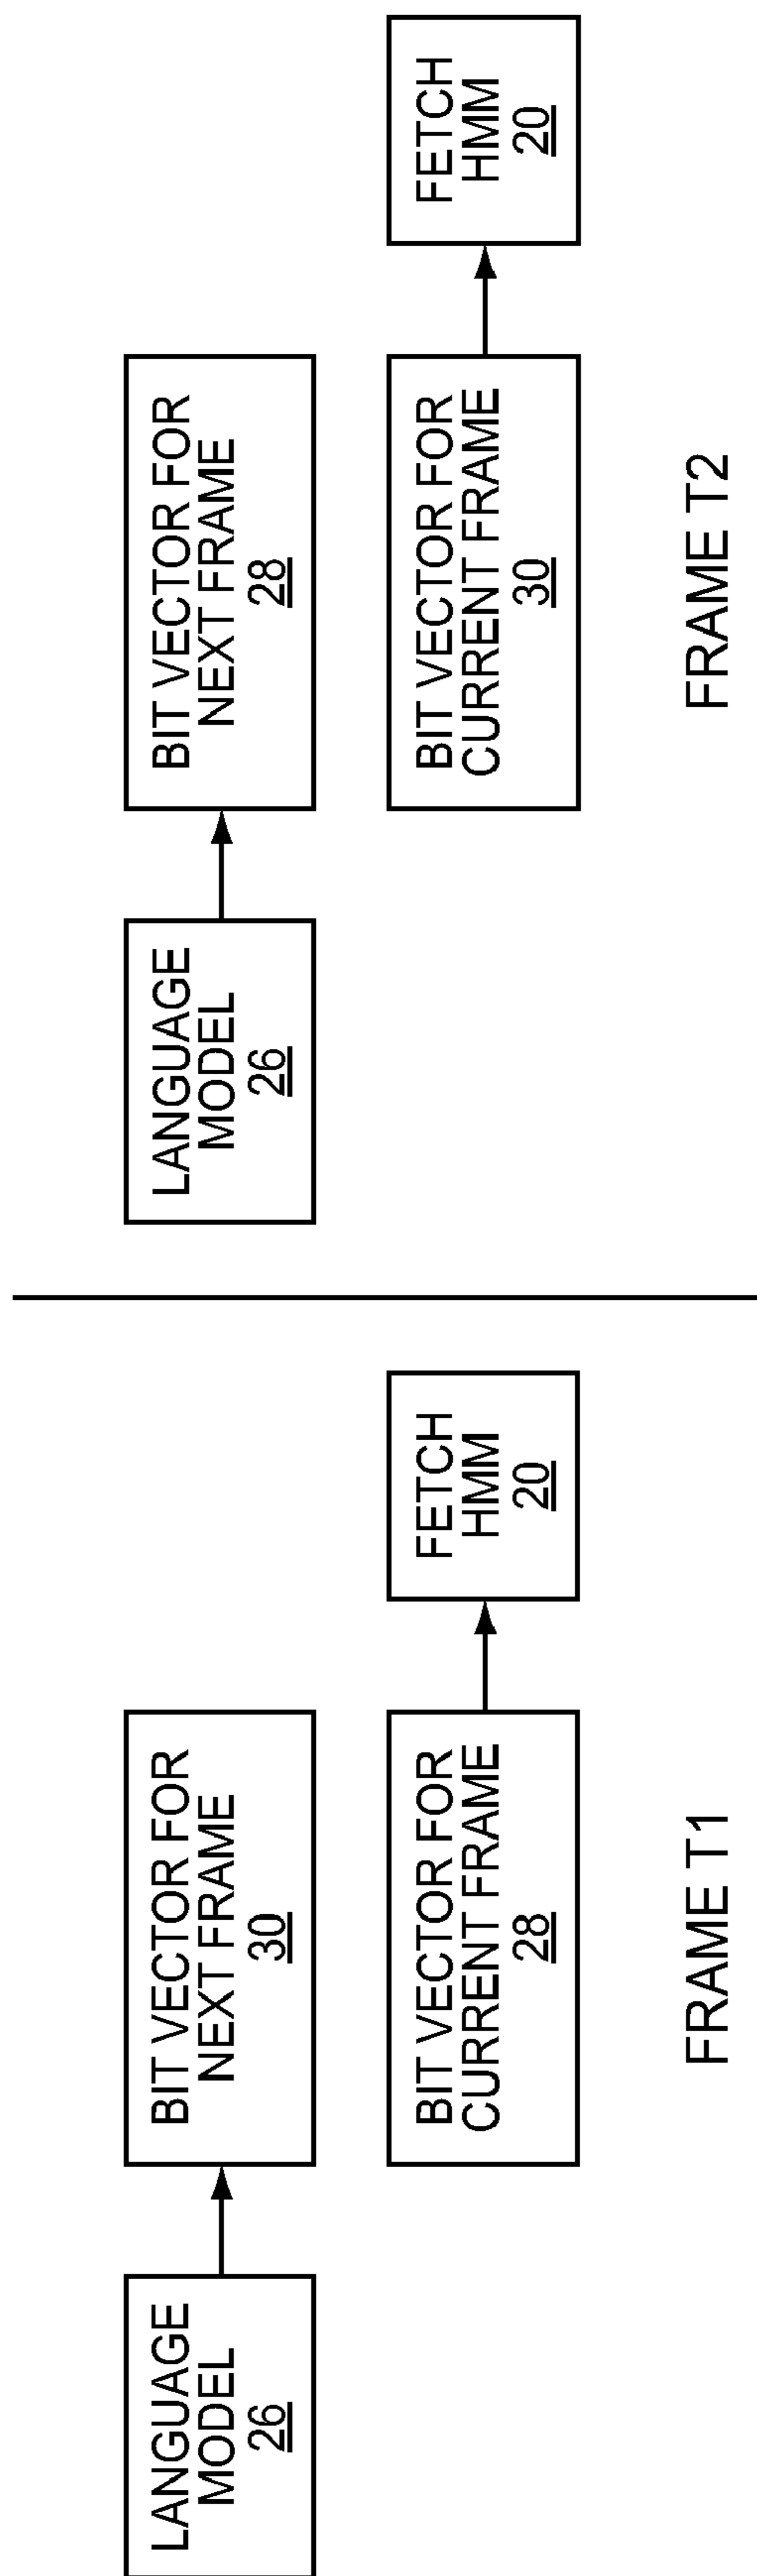 LANGUAGE
MODEL
26
BIT VECTOR FOR
NEXT FRAME
30
BIT VECTOR FOR
CURRENT FRAME
28
FETCH
HMM
20
FRAME T1
LANGUAGE
MODEL
26
BIT VECTOR FOR
NEXT FRAME
28
BIT VECTOR FOR
CURRENT FRAME
30
FETCH
HMM
20
FRAME T2